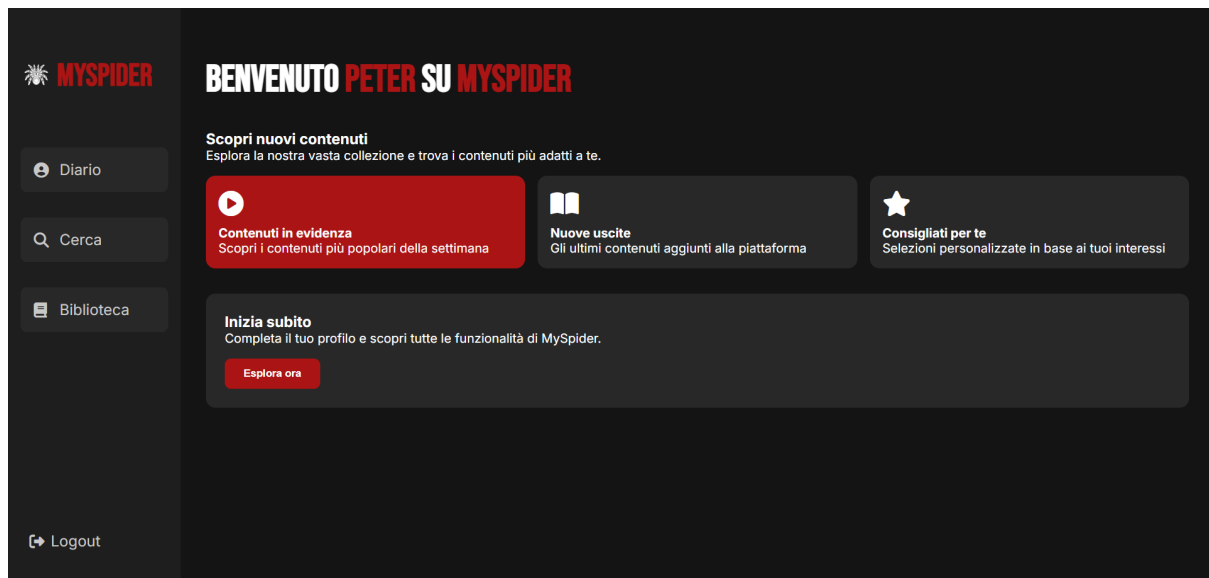 MYSPIDER
Diario
Cerca
Biblioteca
Logout
BENVENUTO PETER SU MYSPIDER
Scopri nuovi contenuti
Esplora la nostra vasta collezione e trova i contenuti più adatti a te.
Contenuti in evidenza
Scopri i contenuti più popolari della settimana
Nuove uscite
Gli ultimi contenuti aggiunti alla piattaforma
Consigliati per te
Selezioni personalizzate in base ai tuoi interessi
Inizia subito
Completa il tuo profilo e scopri tutte le funzionalità di MySpider.
Esplora ora